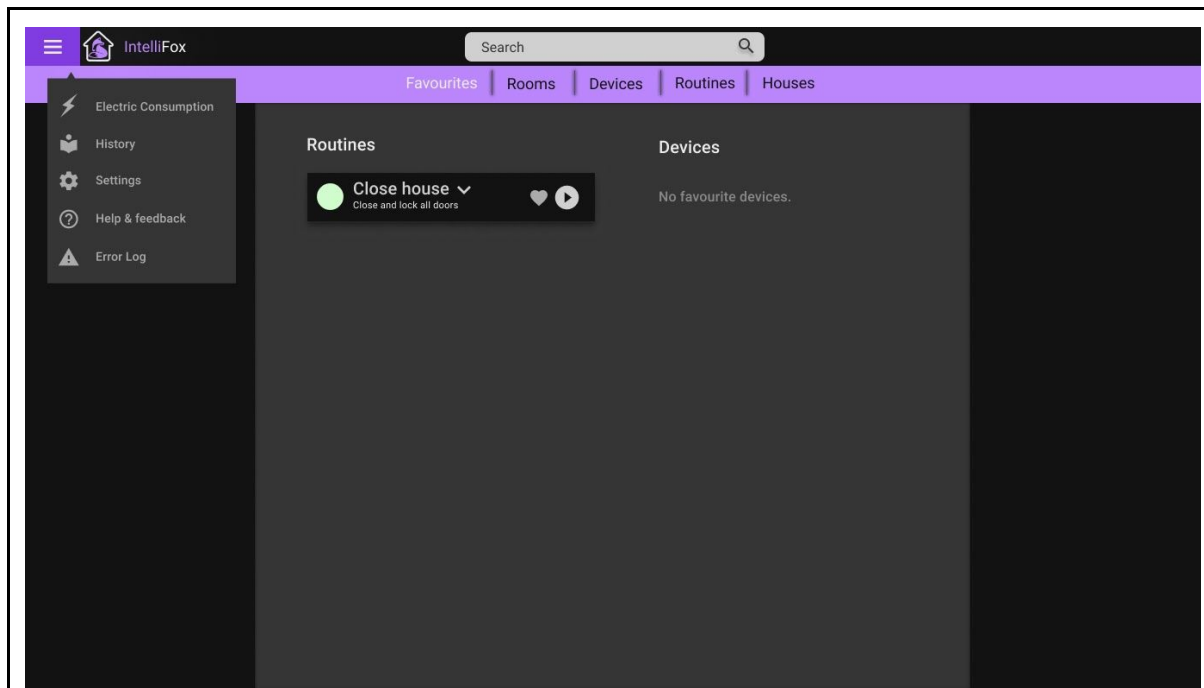 IntelliFox
Search
Favourites
Rooms
Devices
Routines
Houses
Electric Consumption
History
Settings
Help & feedback
Error Log
Routines
Close house
Close and lock all doors
Devices
No favourite devices.